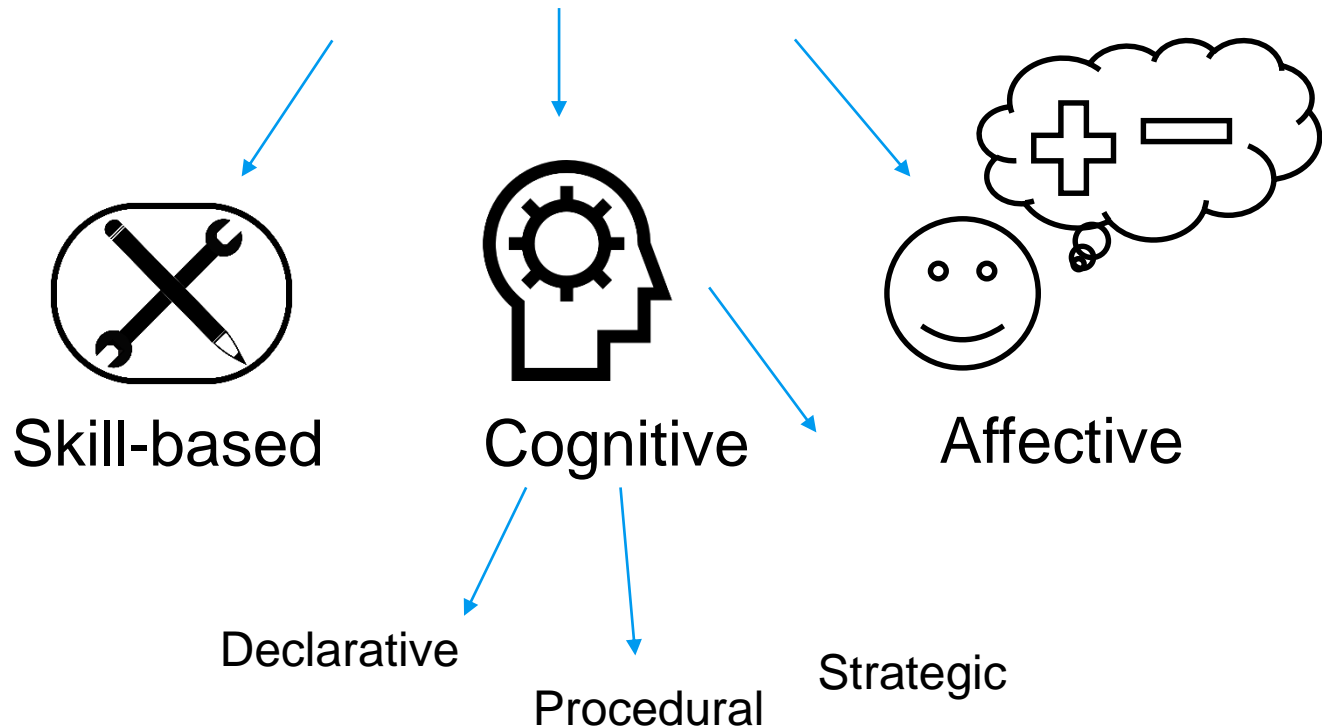 Skill-based
Cognitive
Affective
Declarative
Procedural
Strategic